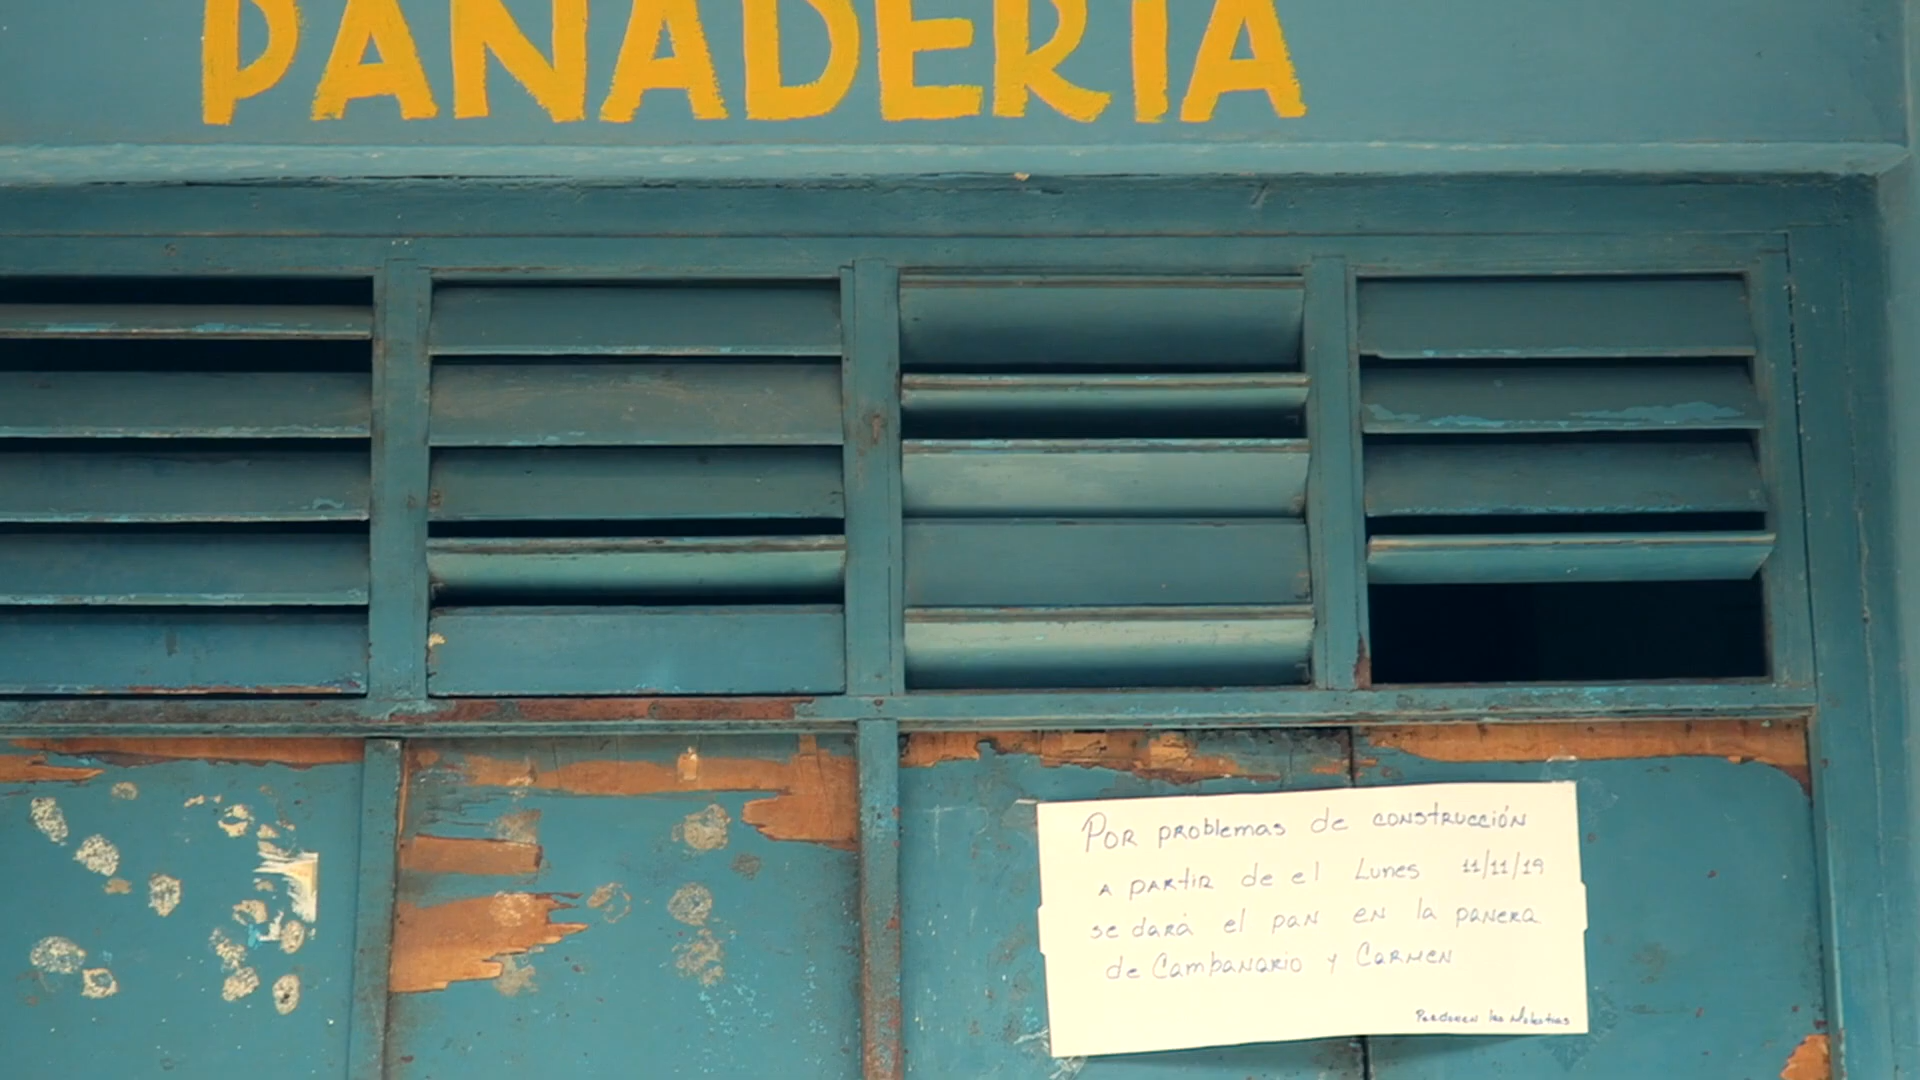 PANADERIA
Por problemas de construcción
a partir de el Lunes 11/11/19
se dará el pan en la panera
de Campanario y Carmen
Perdonen las Molestias